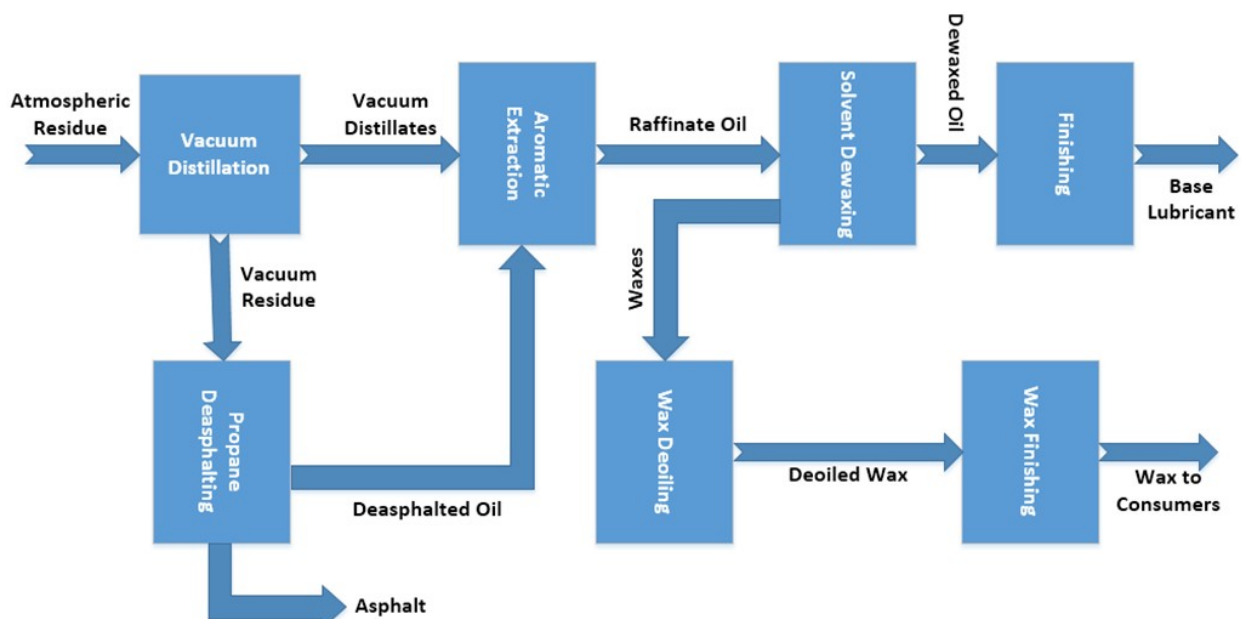 Atmospheric
Residue
Vacuum
Distillation
Vacuum
Distillates
Aromatic
Extraction
Raffinate Oil
Solvent Dewaxing
Dewaxed Oil
Finishing
Base
Lubricant
Vacuum
Residue
Propane
Deasphalting
Deasphalted Oil
Asphalt
Waxes
Wax Deoiling
Deoiled Wax
Wax Finishing
Wax to
Consumers